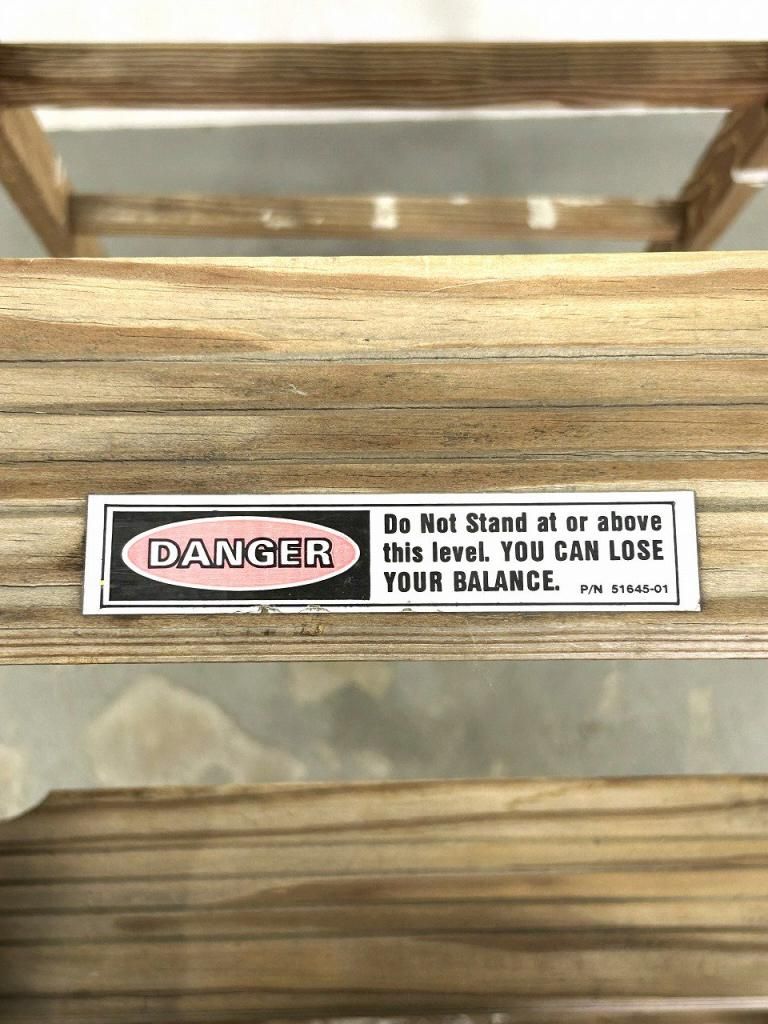 DANGER
Do Not Stand at or above
this level. YOU CAN LOSE
YOUR BALANCE.
P/N 51645-01